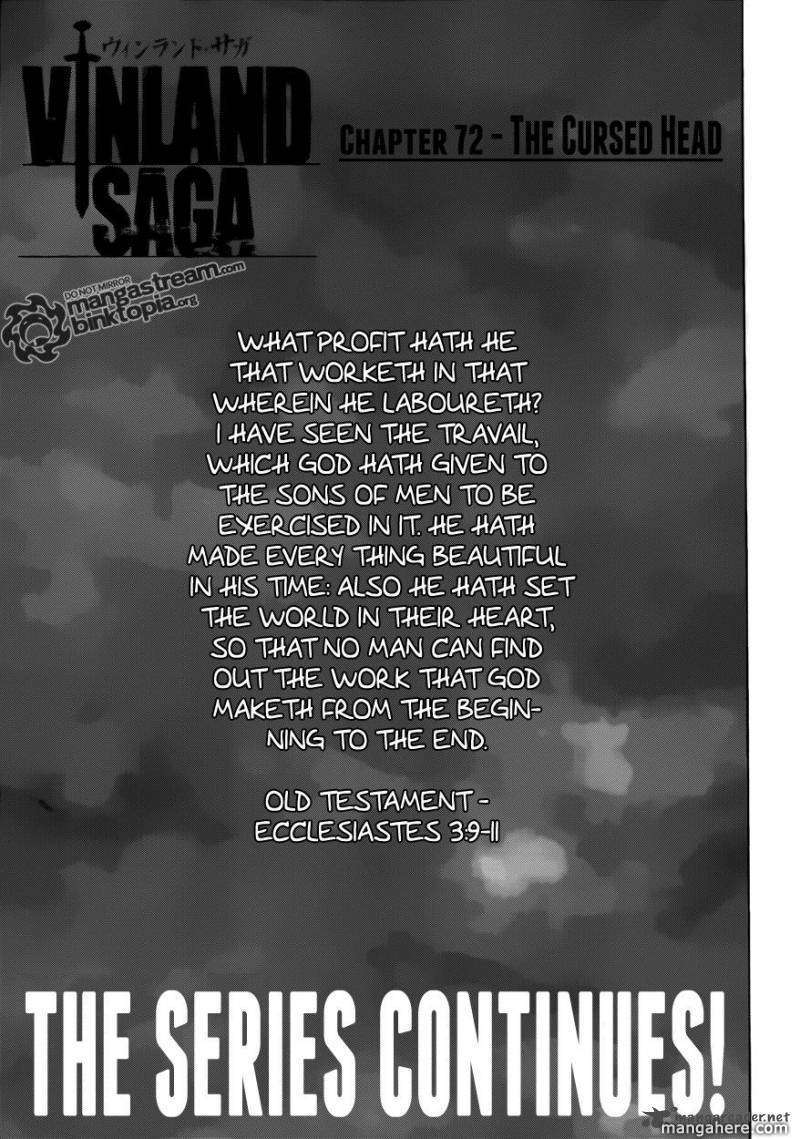 ヴィンランド・サガ
VINLAND
SAGA
CHAPTER 72 - THE CURSED HEAD
DO NOT MIRROR
mangastream.com
binktopia.org
WHAT PROFIT HATH HE
THAT WORKETH IN THAT
WHEREIN HE LABOURETH?
I HAVE SEEN THE TRAVAIL,
WHICH GOD HATH GIVEN TO
THE SONS OF MEN TO BE
EXERCISED IN IT. HE HATH
MADE EVERY THING BEAUTIFUL
IN HIS TIME: ALSO HE HATH SET
THE WORLD IN THEIR HEART,
SO THAT NO MAN CAN FIND
OUT THE WORK THAT GOD
MAKETH FROM THE BEGIN-
NING TO THE END.
OLD TESTAMENT -
ECCLESIASTES 3:9-11
THE SERIES CONTINUES!
mangareader.net
mangahere.com